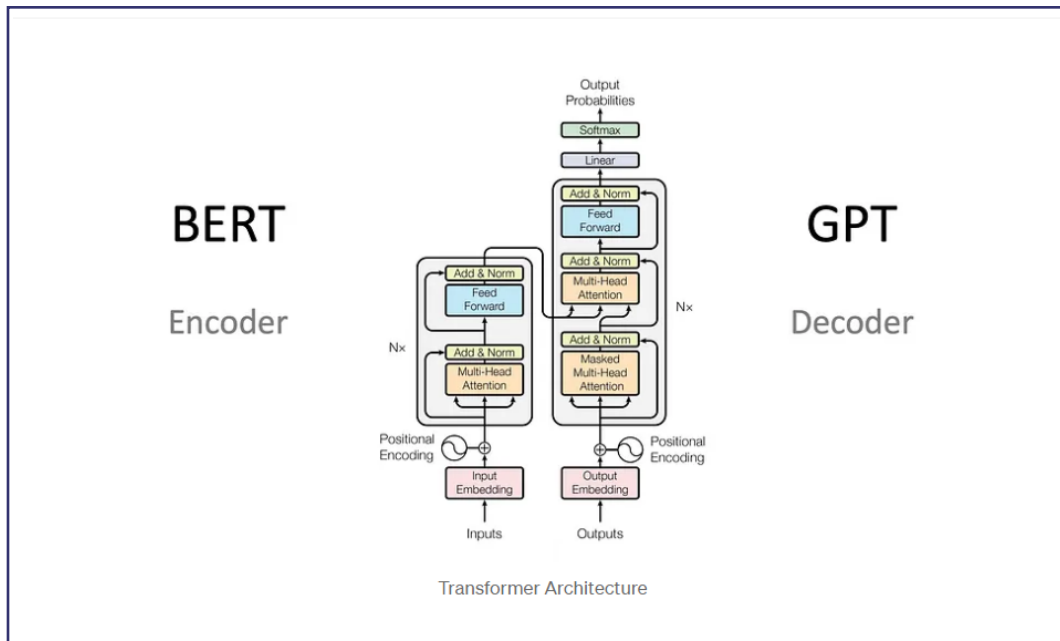 BERT
Encoder
Output
Probabilities
Softmax
Linear
Add & Norm
Feed
Forward
Add & Norm
Multi-Head
Attention
Nx
Add & Norm
Masked
Multi-Head
Attention
Positional
Encoding
Output
Embedding
Outputs
Add & Norm
Feed
Forward
Nx
Add & Norm
Multi-Head
Attention
Positional
Encoding
Input
Embedding
Inputs
GPT
Decoder
Transformer Architecture